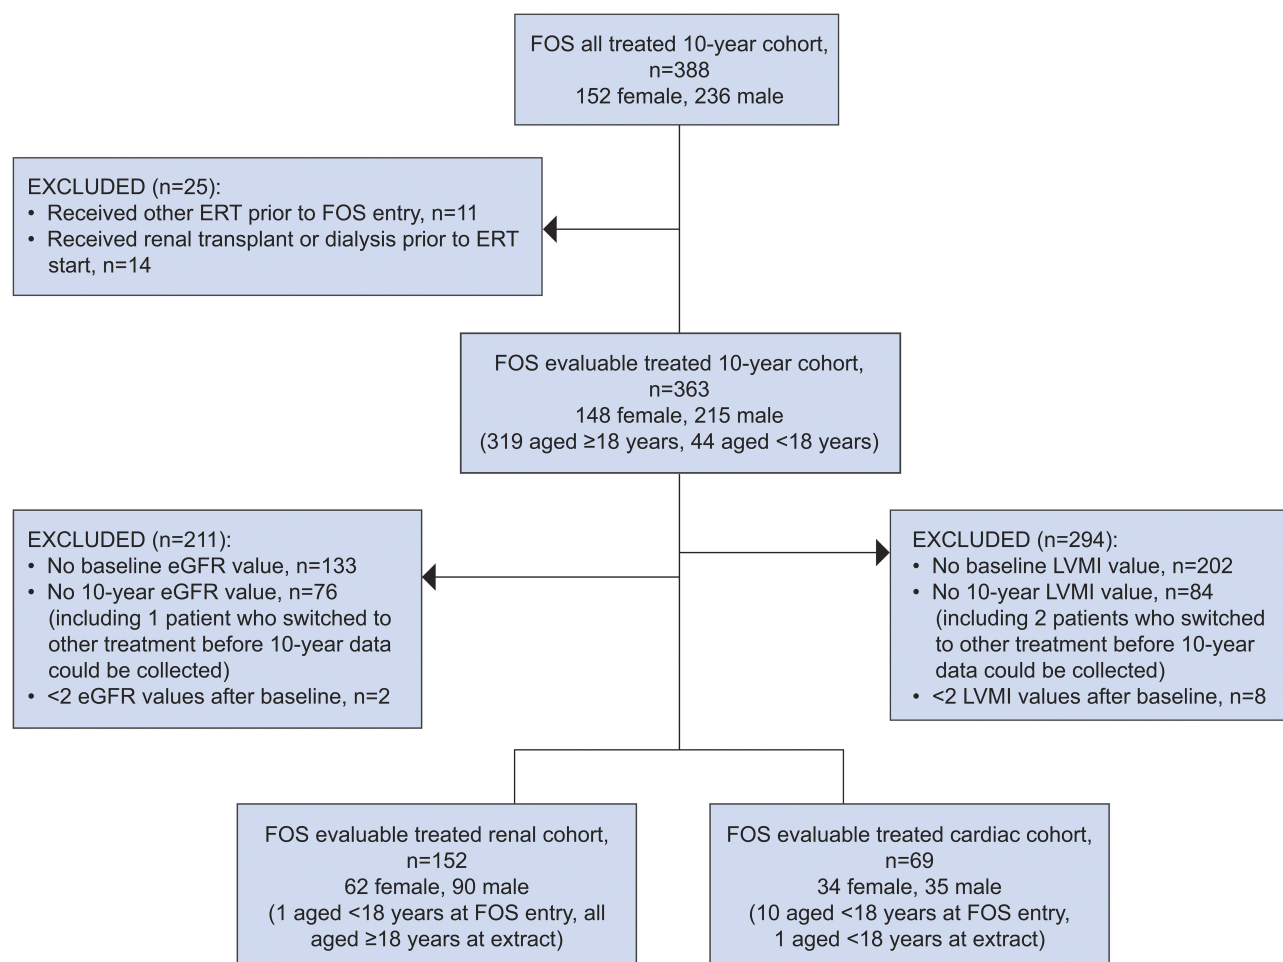 FOS all treated 10-year cohort,
n=388
152 female, 236 male
EXCLUDED (n=25):
• Received other ERT prior to FOS entry, n=11
• Received renal transplant or dialysis prior to ERT
start, n=14
FOS evaluable treated 10-year cohort,
n=363
148 female, 215 male
(319 aged ≥18 years, 44 aged <18 years)
EXCLUDED (n=211):
• No baseline eGFR value, n=133
• No 10-year eGFR value, n=76
(including 1 patient who switched to
other treatment before 10-year data
could be collected)
• <2 eGFR values after baseline, n=2
EXCLUDED (n=294):
• No baseline LVMI value, n=202
• No 10-year LVMI value, n=84
(including 2 patients who switched
to other treatment before 10-year
data could be collected)
• <2 LVMI values after baseline, n=8
FOS evaluable treated renal cohort,
n=152
62 female, 90 male
(1 aged <18 years at FOS entry, all
aged ≥18 years at extract)
FOS evaluable treated cardiac cohort,
n=69
34 female, 35 male
(10 aged <18 years at FOS entry,
1 aged <18 years at extract)